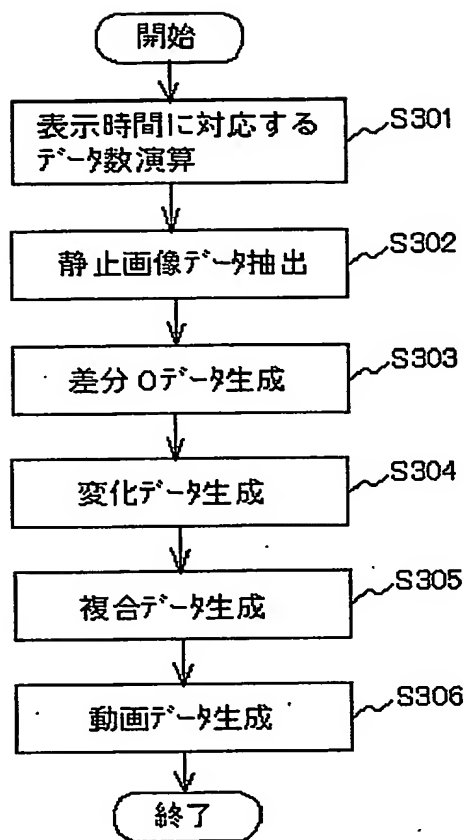 開始
表示時間に対応する
データ数演算
S301
静止画像データ抽出
S302
差分0データ生成
S303
変化データ生成
S304
複合データ生成
S305
動画データ生成
S306
終了